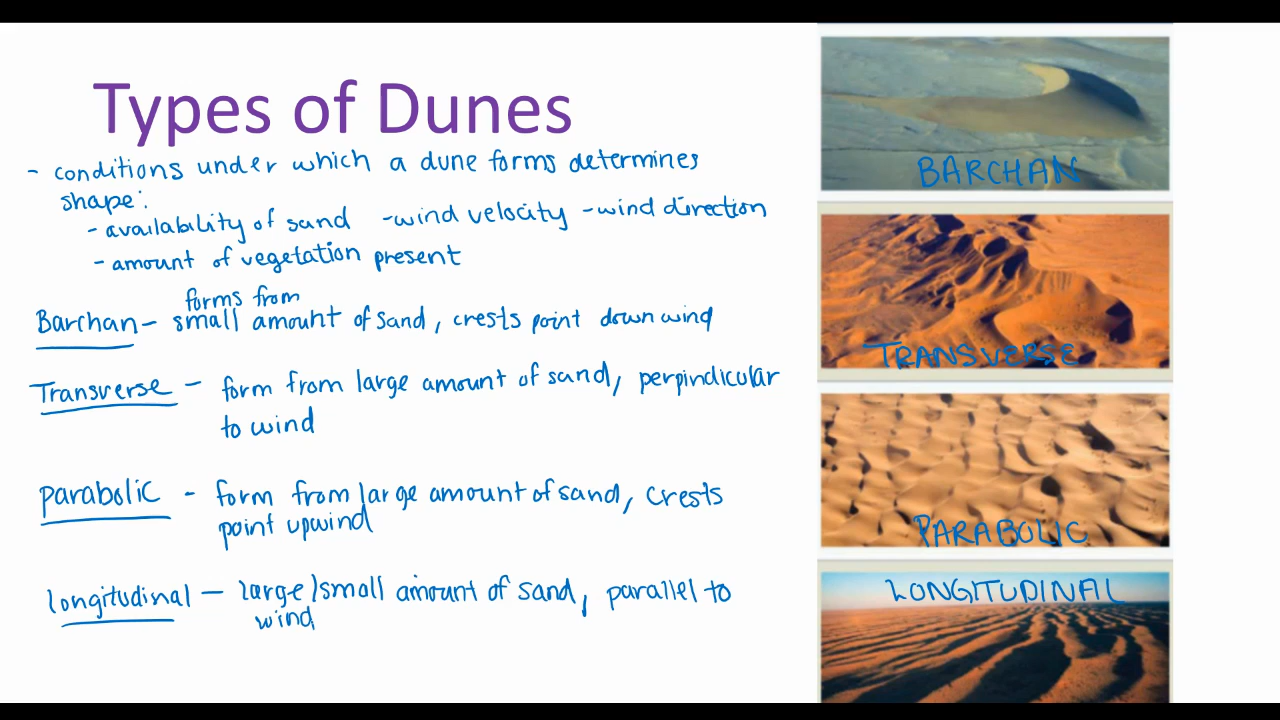 Types of Dunes
- conditions under which a dune forms determines
shape:
- availability of sand - wind velocity - wind direction
- amount of vegetation present
forms from
Barchan - small amount of sand, crests point downwind
Transverse - form from large amount of sand, perpindicular
to wind
parabolic - form from large amount of sand, crests
point upwind
longitudinal - large/small amount of sand, parallel to
wind
BARCHAN
TRANSVERSE
PARABOLIC
LONGITUDINAL